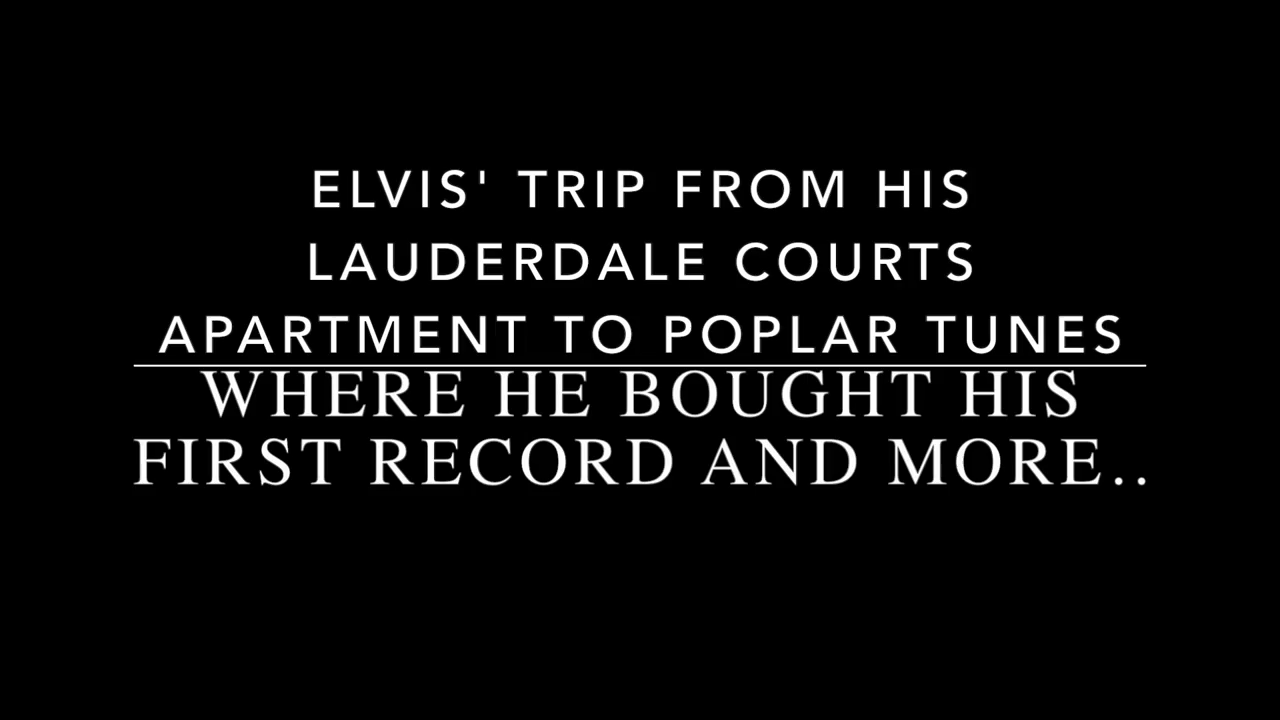 ELVIS' TRIP FROM HIS
LAUDERDALE COURTS
APARTMENT TO POPLAR TUNES
WHERE HE BOUGHT HIS
FIRST RECORD AND MORE..